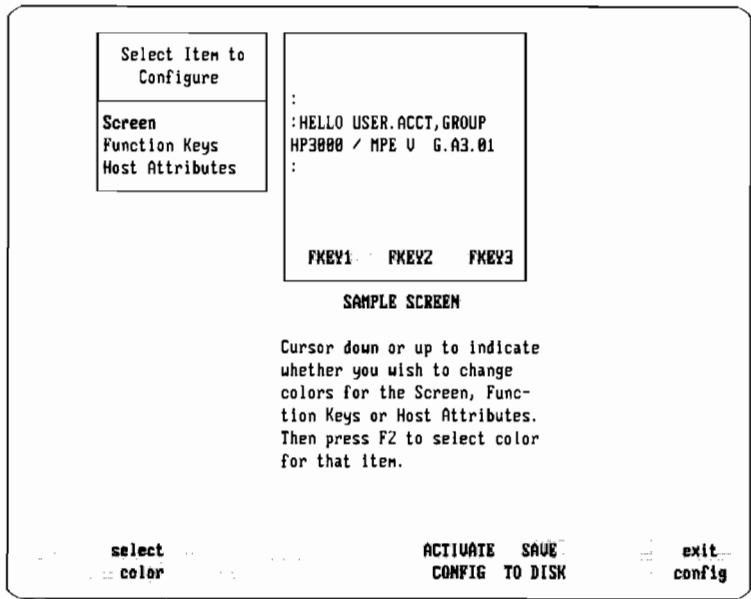 Select Item to
Configure
Screen
Function Keys
Host Attributes
:
:HELLO USER.ACCT,GROUP
HP3000 / MPE V G.A3.01
:
FKEY1 FKEY2 FKEY3
SAMPLE SCREEN
Cursor down or up to indicate
whether you wish to change
colors for the Screen, Func-
tion Keys or Host Attributes.
Then press F2 to select color
for that item.
select ACTIVATE SAVE exit
color CONFIG TO DISK config